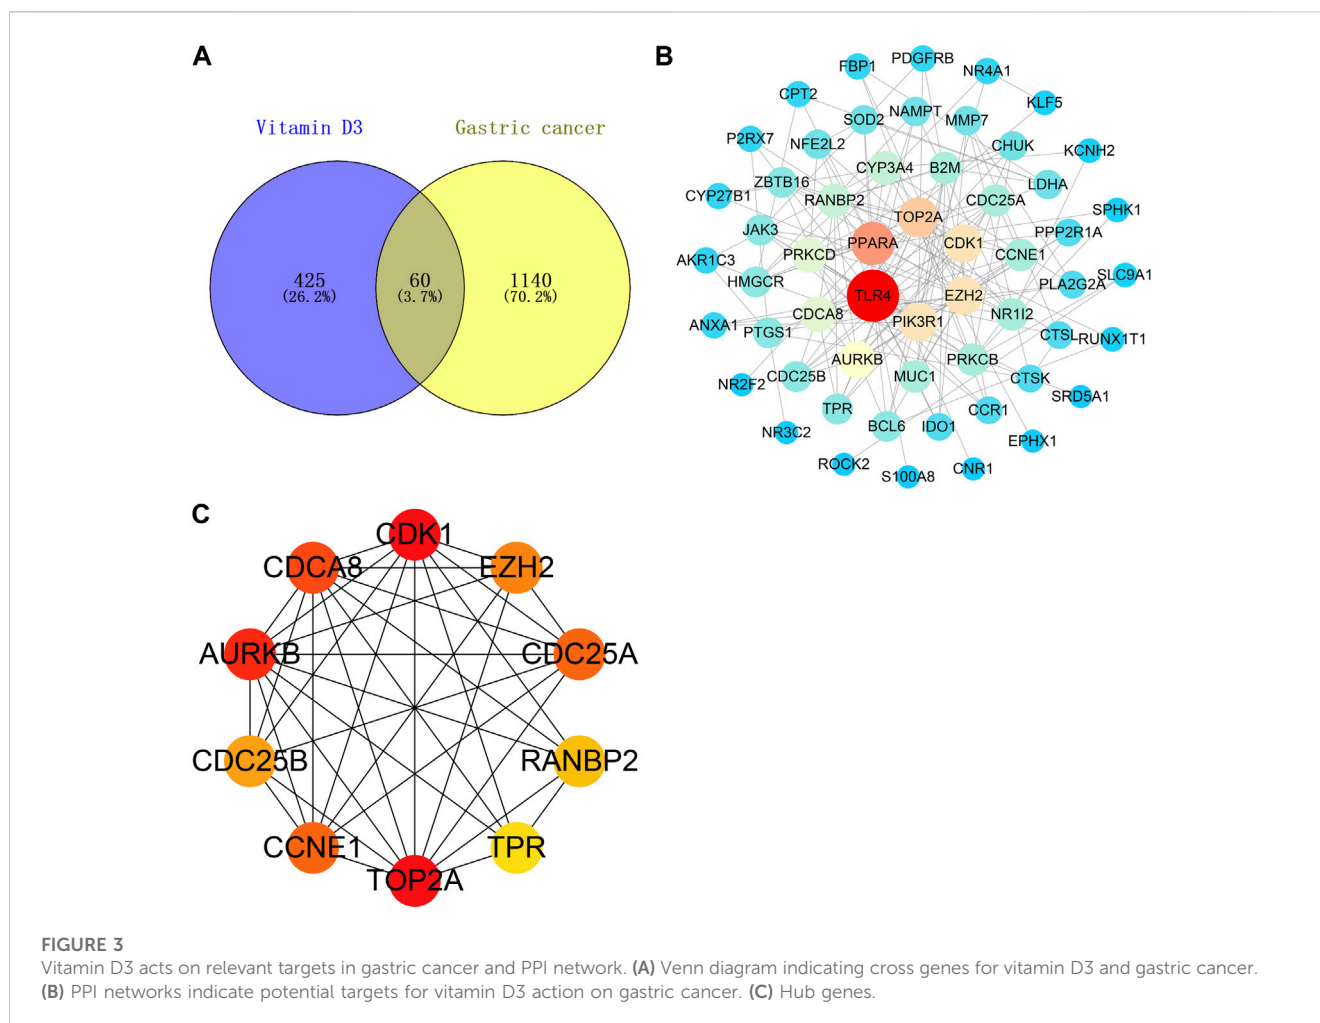 A
Vitamin D3
Gastric cancer
425
(26.2%)
60
(3.7%)
1140
(70.2%)
B
PDGFRB
FBP1
NR4A1
CPT2
KLF5
SOD2
NAMPT
MMP7
P2RX7
NFE2L2
CHUK
KCNH2
CYP3A4
B2M
ZBTB16
LDHA
CYP27B1
RANBP2
CDC25A
SPHK1
TOP2A
JAK3
PPARA
CDK1
PPP2R1A
PRKCD
CCNE1
AKR1C3
SLC9A1
HMGCR
PLA2G2A
TLR4
EZH2
CDCA8
PIK3R1
NR1I2
ANXA1
PTGS1
CTSL
RUNX1T1
AURKB
PRKCB
NR2F2
CDC25B
MUC1
CTSK
SRD5A1
TPR
CCR1
NR3C2
BCL6
IDO1
EPHX1
ROCK2
S100A8
CNR1
C
CDK1
CDCA8
EZH2
AURKB
CDC25A
CDC25B
RANBP2
CCNE1
TPR
TOP2A
FIGURE 3
Vitamin D3 acts on relevant targets in gastric cancer and PPI network. (A) Venn diagram indicating cross genes for vitamin D3 and gastric cancer.
(B) PPI networks indicate potential targets for vitamin D3 action on gastric cancer. (C) Hub genes.